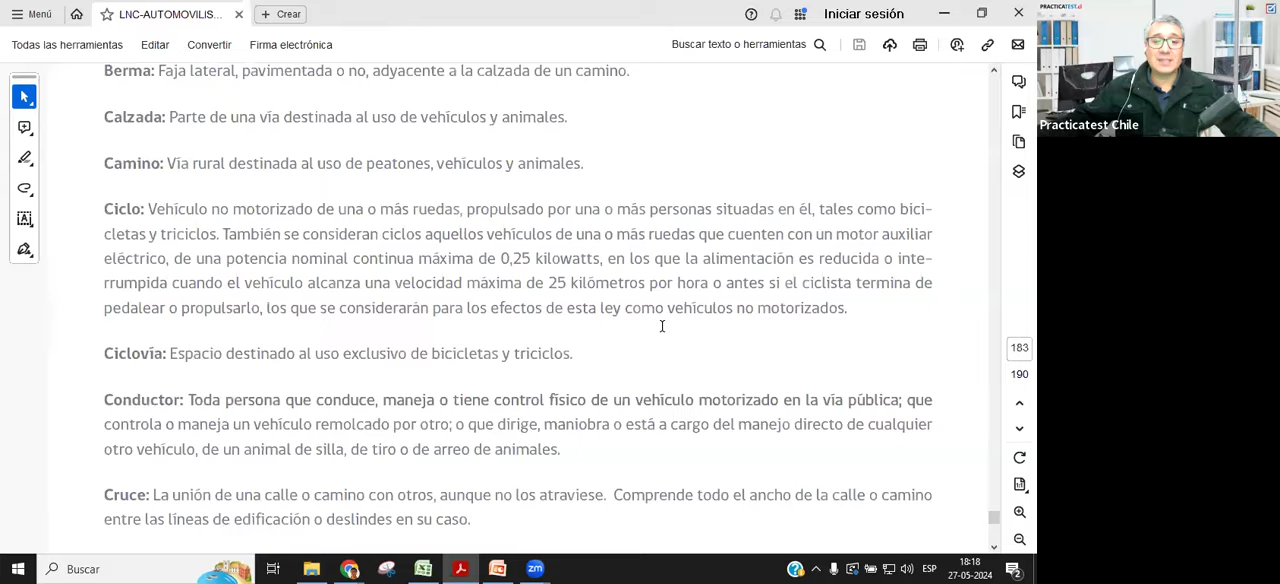 Menú
LNC-AUTOMOVILIS...
Crear
Iniciar sesión
Todas las herramientas
Editar
Convertir
Firma electrónica
Buscar texto o herramientas
Berma: Faja lateral, pavimentada o no, adyacente a la calzada de un camino.
Calzada: Parte de una vía destinada al uso de vehículos y animales.
Camino: Vía rural destinada al uso de peatones, vehículos y animales.
Ciclo: Vehículo no motorizado de una o más ruedas, propulsado por una o más personas situadas en él, tales como bici-
cletas y triciclos. También se consideran ciclos aquellos vehículos de una o más ruedas que cuenten con un motor auxiliar
eléctrico, de una potencia nominal continua máxima de 0,25 kilowatts, en los que la alimentación es reducida o inte-
rrumpida cuando el vehículo alcanza una velocidad máxima de 25 kilómetros por hora o antes si el ciclista termina de
pedalear o propulsarlo, los que se considerarán para los efectos de esta ley como vehículos no motorizados.
Ciclovía: Espacio destinado al uso exclusivo de bicicletas y triciclos.
Conductor: Toda persona que conduce, maneja o tiene control físico de un vehículo motorizado en la vía pública; que
controla o maneja un vehículo remolcado por otro; o que dirige, maniobra o está a cargo del manejo directo de cualquier
otro vehículo, de un animal de silla, de tiro o de arreo de animales.
Cruce: La unión de una calle o camino con otros, aunque no los atraviese. Comprende todo el ancho de la calle o camino
entre las líneas de edificación o deslindes en su caso.
183
190
PRACTICATEST.cl
Practicatest Chile
Buscar
zm
ESP
18:18
27-05-2024
2